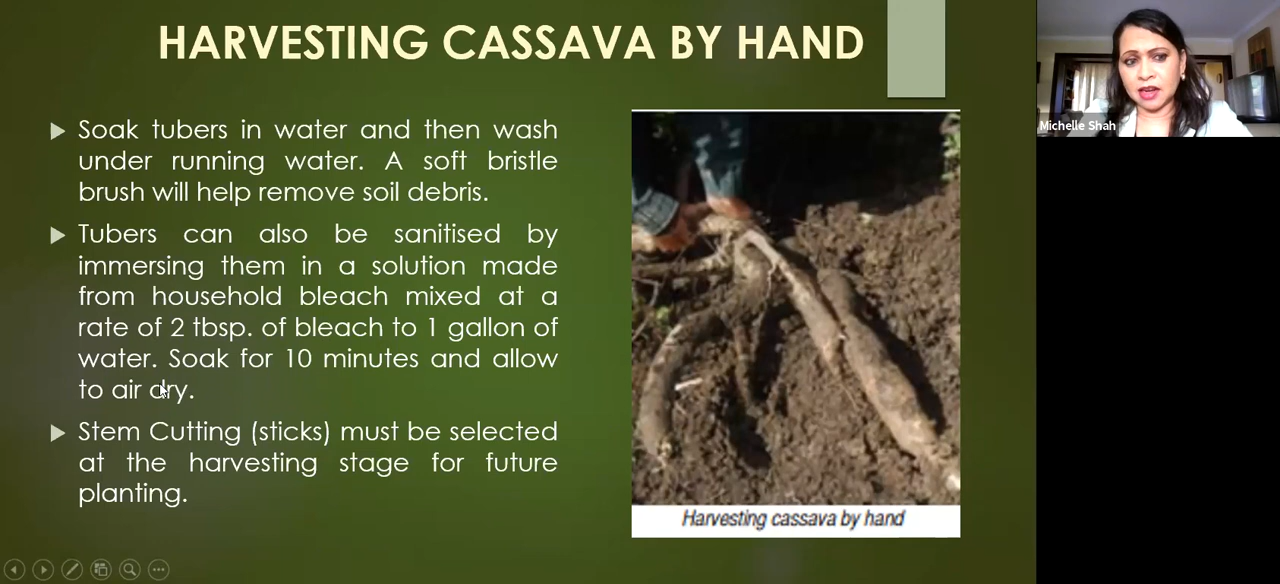 HARVESTING CASSAVA BY HAND
Soak tubers in water and then wash
under running water. A soft bristle
brush will help remove soil debris.
Tubers can also be sanitised by
immersing them in a solution made
from household bleach mixed at a
rate of 2 tbsp. of bleach to 1 gallon of
water. Soak for 10 minutes and allow
to air dry.
Stem Cutting (sticks) must be selected
at the harvesting stage for future
planting.
Harvesting cassava by hand
Michelle Shah